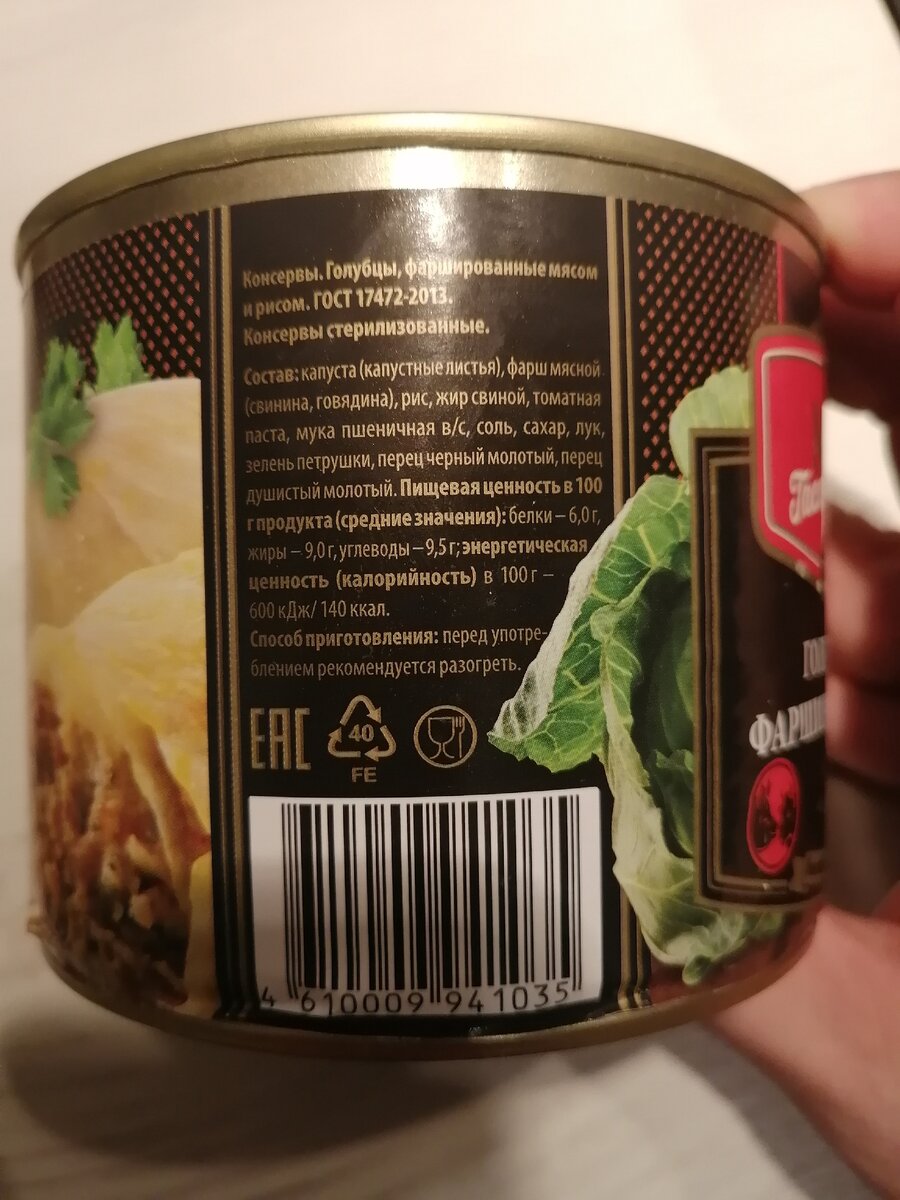 Консервы. Голубцы, фаршированные мясом
и рисом. ГОСТ 17472-2013.
Консервы стерилизованные.
Состав: капуста (капустные листья), фарш мясной
(свинина, говядина), рис, жир свиной, томатная
паста, мука пшеничная в/с, соль, сахар, лук,
зелень петрушки, перец черный молотый, перец
душистый молотый. Пищевая ценность в 100
г продукта (средние значения): белки – 6,0 г,
жиры – 9,0 г, углеводы – 9,5 г; энергетическая
ценность (калорийность) в 100 г –
600 кДж/ 140 ккал.
Способ приготовления: перед употре-
блением рекомендуется разогреть.
EAC
40
FE
4 610009 941035